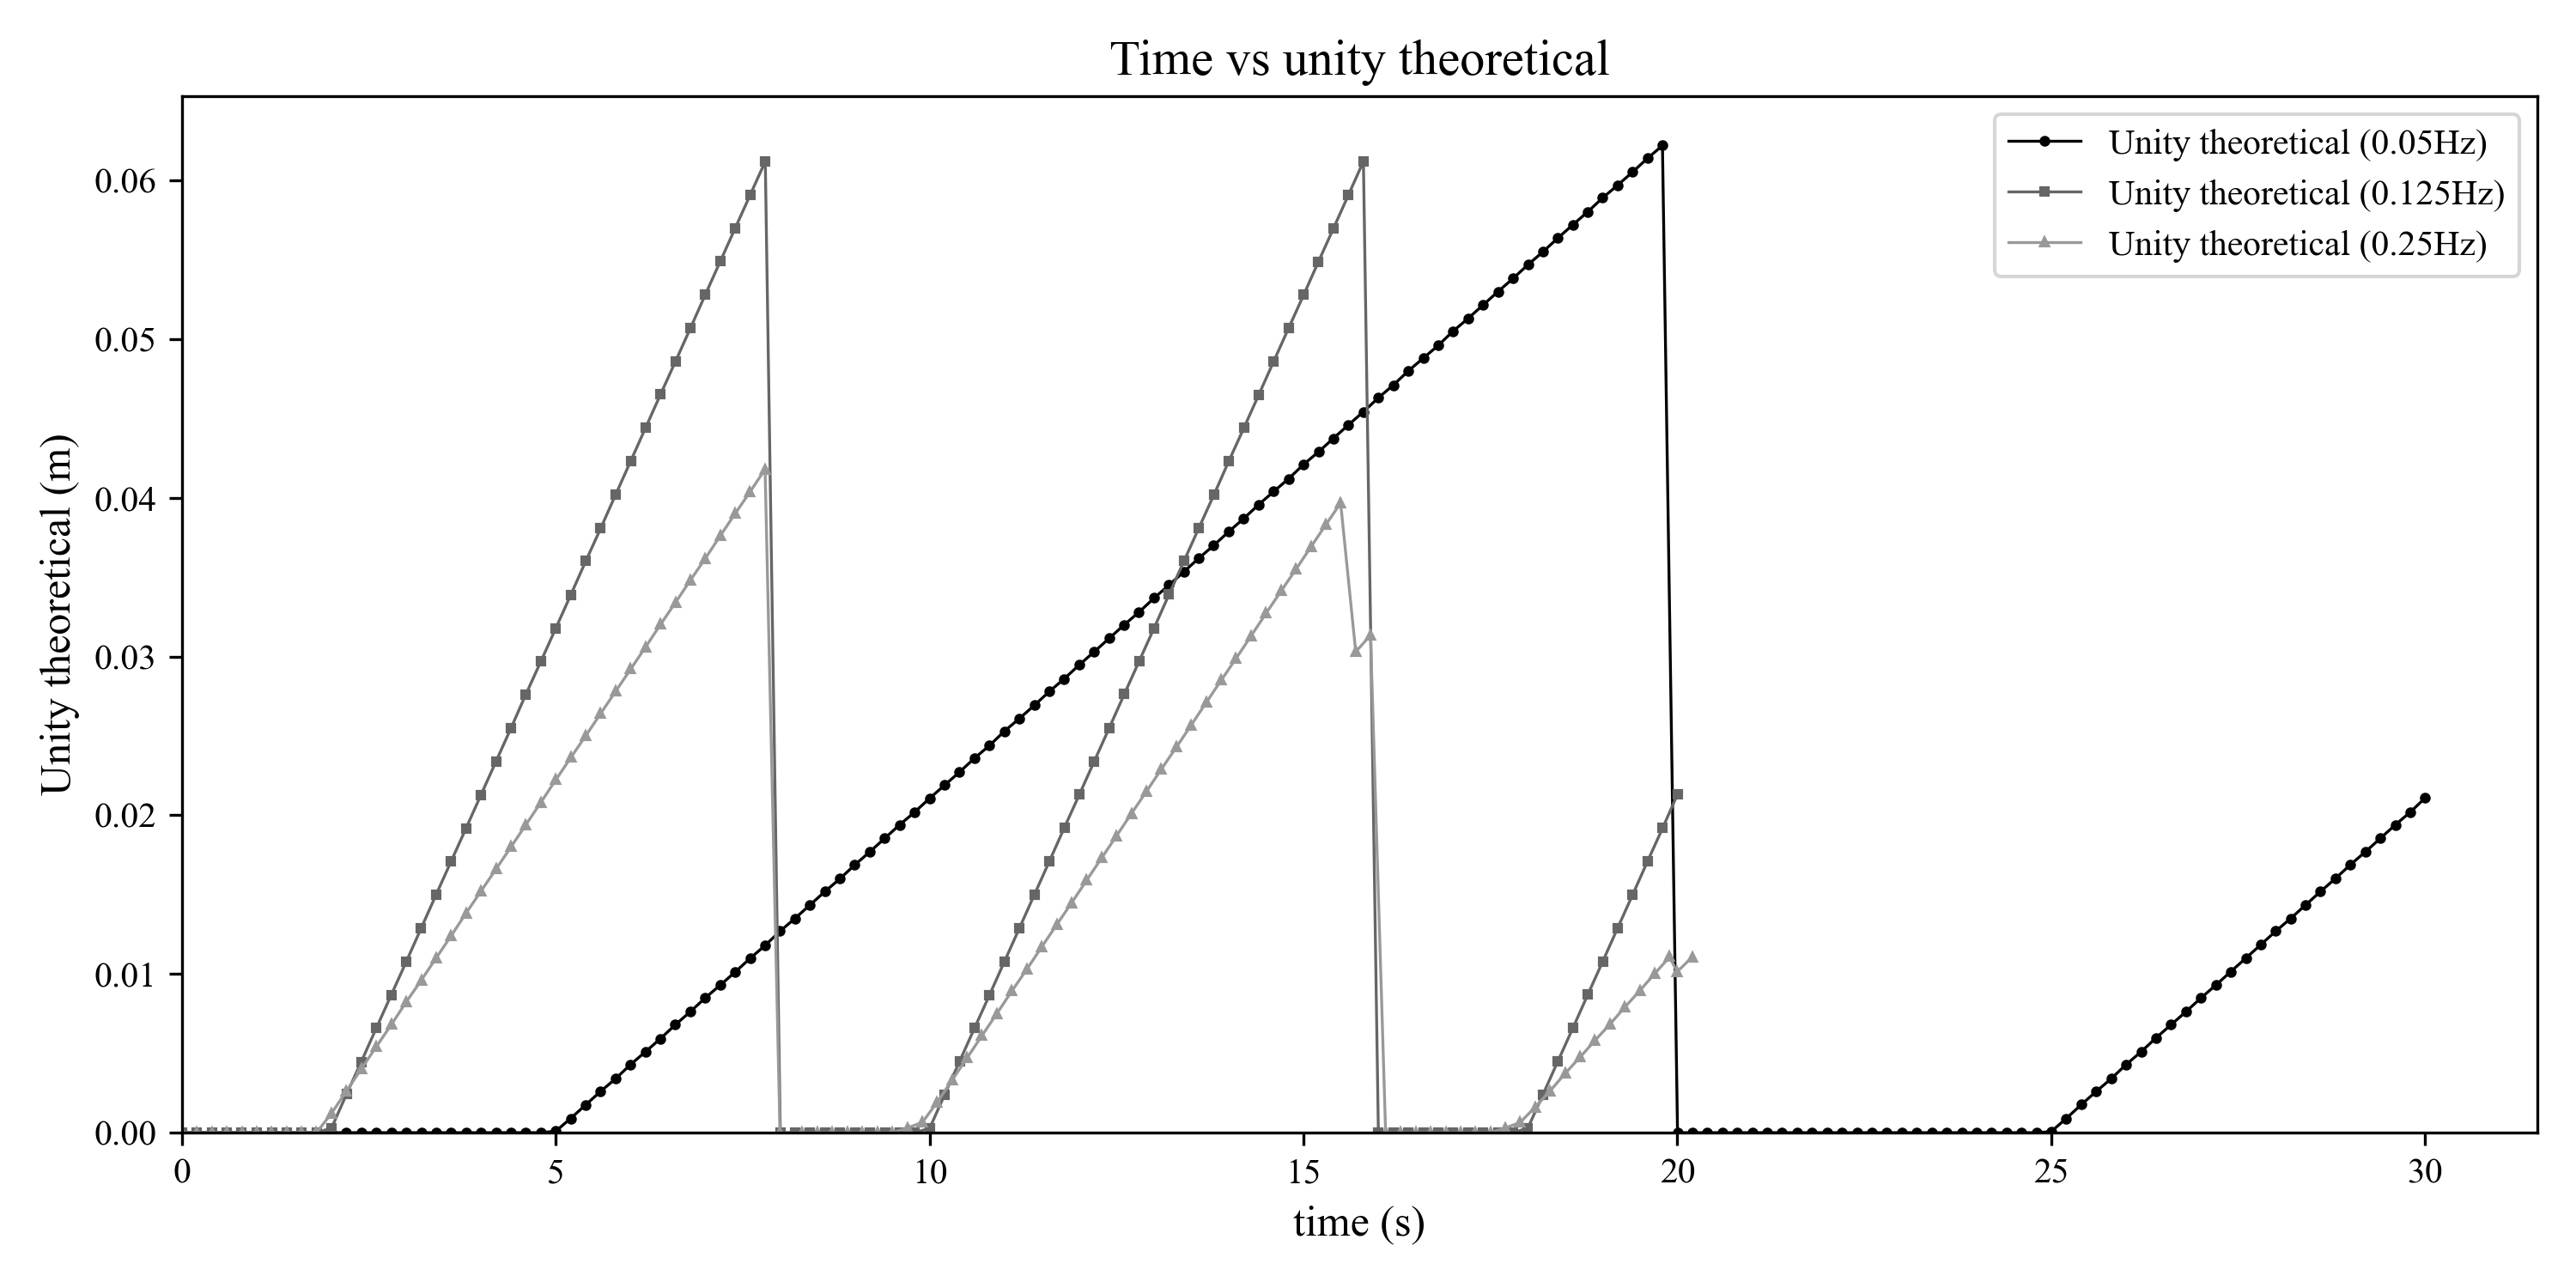 Time vs unity theoretical
Unity theoretical (0.05Hz)
Unity theoretical (0.125Hz)
Unity theoretical (0.25Hz)
Unity theoretical (m)
0.06
0.05
0.04
0.03
0.02
0.01
0.00
0 5 10 15 20 25 30
time (s)